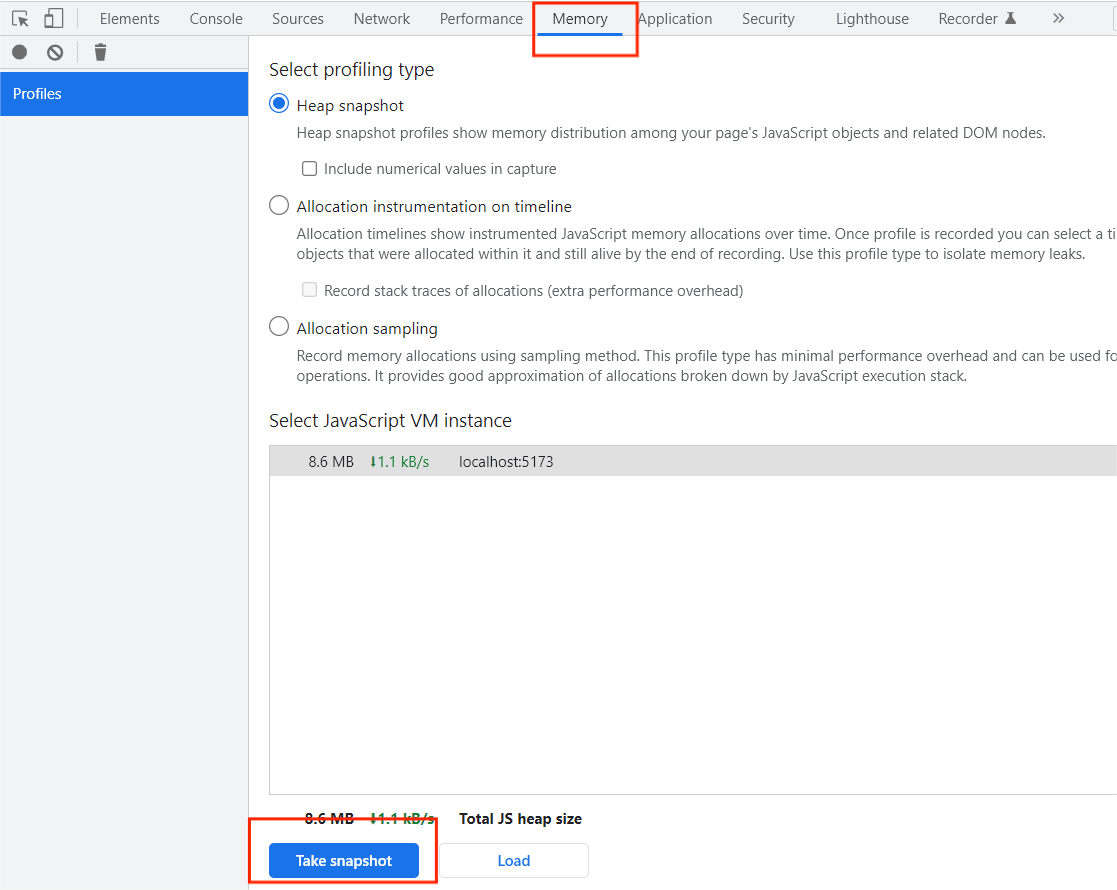 Elements Console Sources Network Performance Memory Application Security Lighthouse Recorder
Profiles
Select profiling type
Heap snapshot
Heap snapshot profiles show memory distribution among your page's JavaScript objects and related DOM nodes.
Include numerical values in capture
Allocation instrumentation on timeline
Allocation timelines show instrumented JavaScript memory allocations over time. Once profile is recorded you can select a ti
objects that were allocated within it and still alive by the end of recording. Use this profile type to isolate memory leaks.
Record stack traces of allocations (extra performance overhead)
Allocation sampling
Record memory allocations using sampling method. This profile type has minimal performance overhead and can be used fo
operations. It provides good approximation of allocations broken down by JavaScript execution stack.
Select JavaScript VM instance
8.6 MB ↓1.1 kB/s localhost:5173
8.6 MB ↓1.1 kB/s Total JS heap size
Take snapshot Load